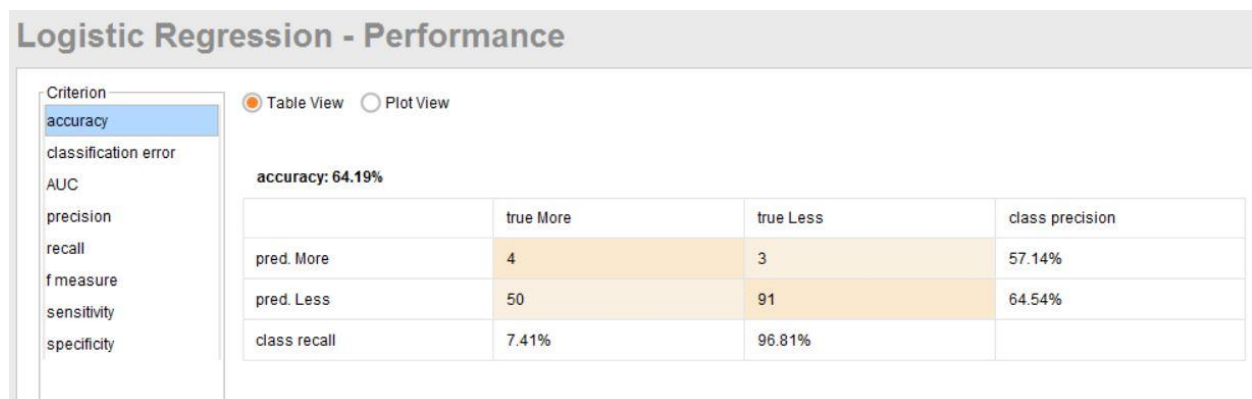 Logistic Regression - Performance
Criterion
accuracy
classification error
AUC
precision
recall
f measure
sensitivity
specificity
Table View Plot View
accuracy: 64.19%
true More true Less class precision
pred. More 4 3 57.14%
pred. Less 50 91 64.54%
class recall 7.41% 96.81%